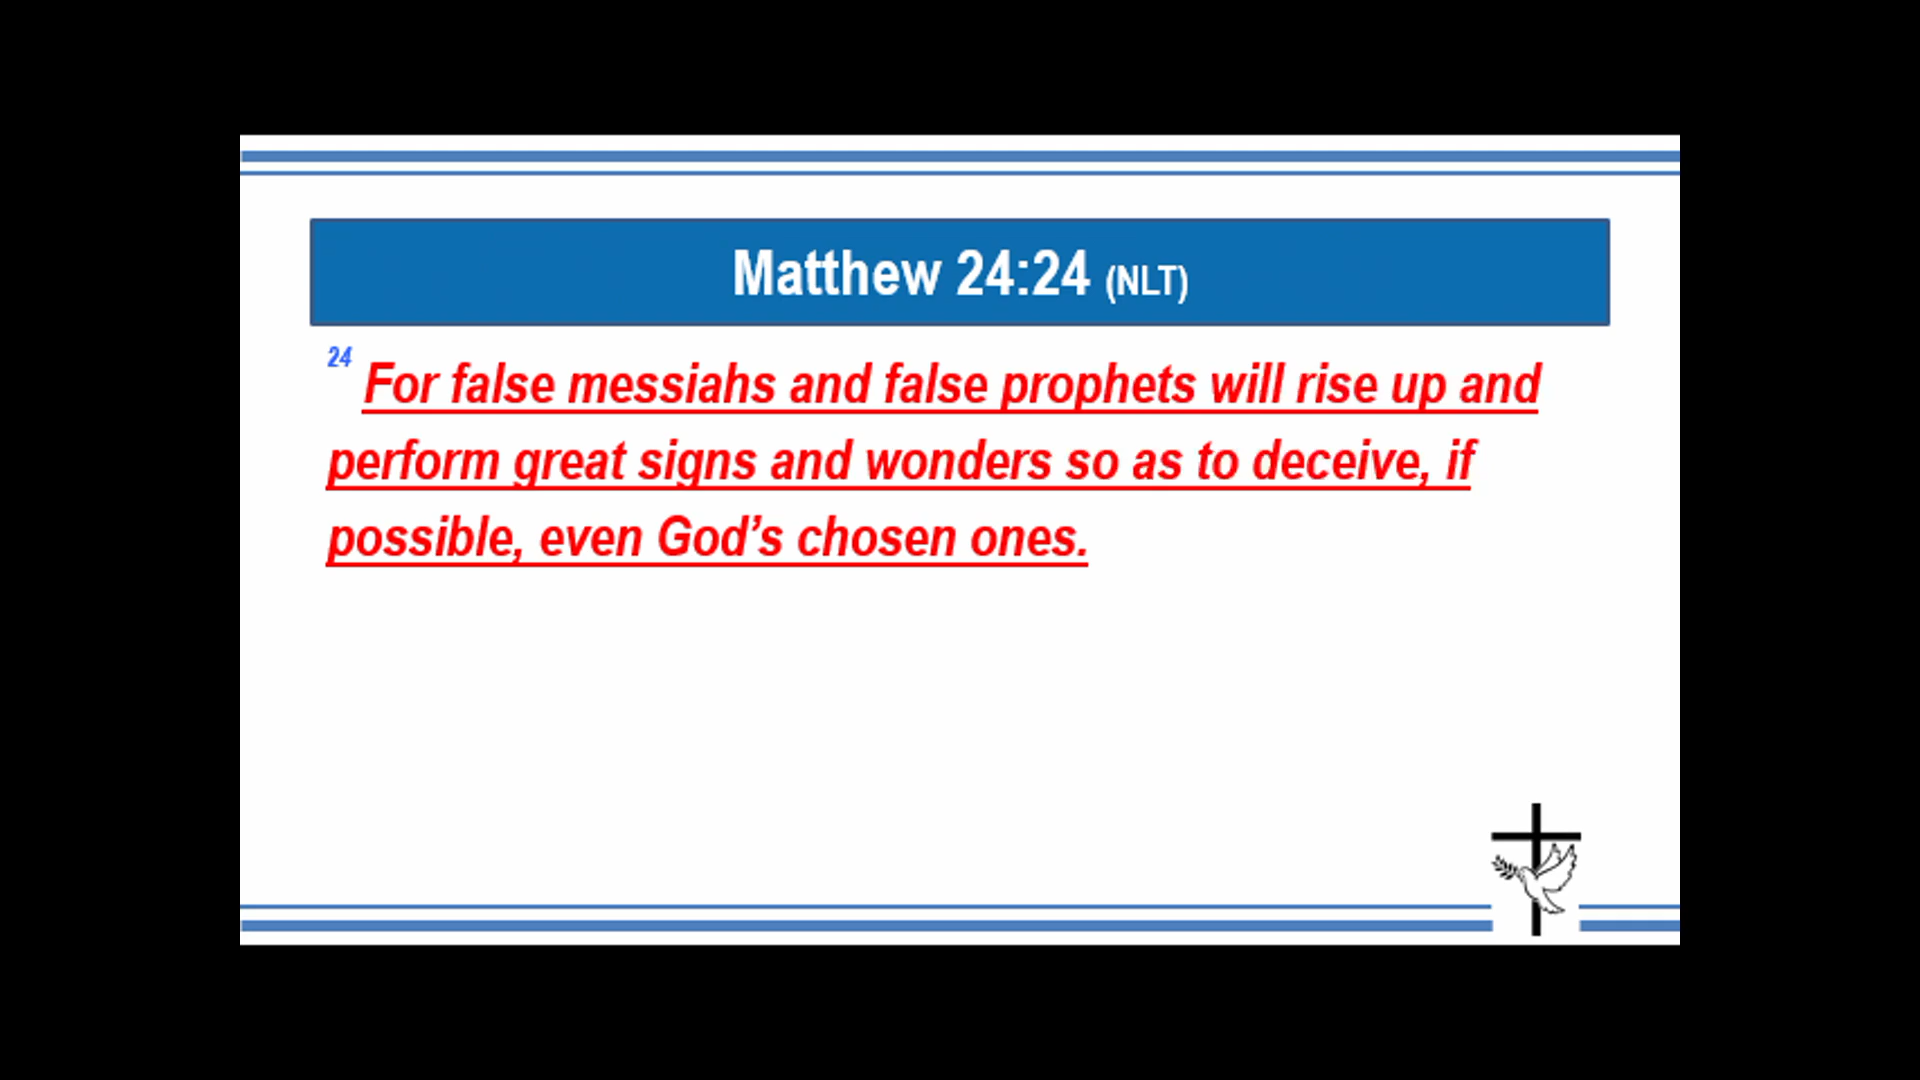 Matthew 24:24 (NLT)
24 For false messiahs and false prophets will rise up and
perform great signs and wonders so as to deceive, if
possible, even God’s chosen ones.